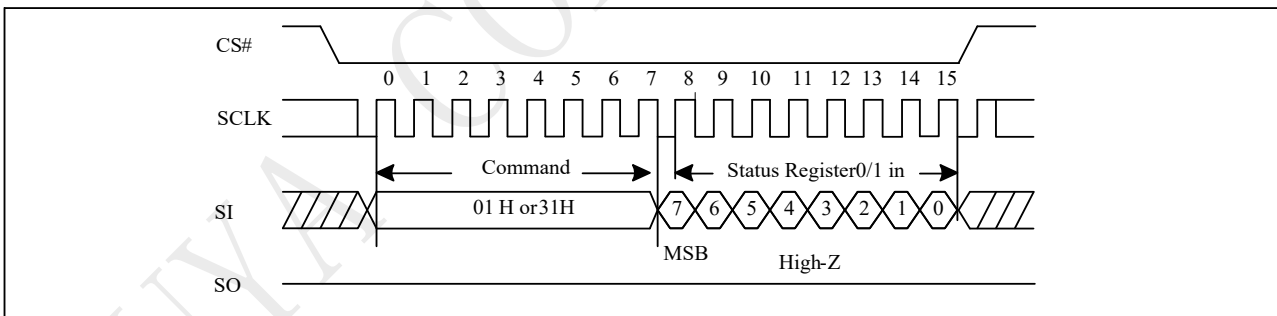 CS#
0 1 2 3 4 5 6 7 8 9 10 11 12 13 14 15
SCLK
Command Status Register0/1 in
SI 01 H or31H 7 6 5 4 3 2 1 0
MSB High-Z
SO